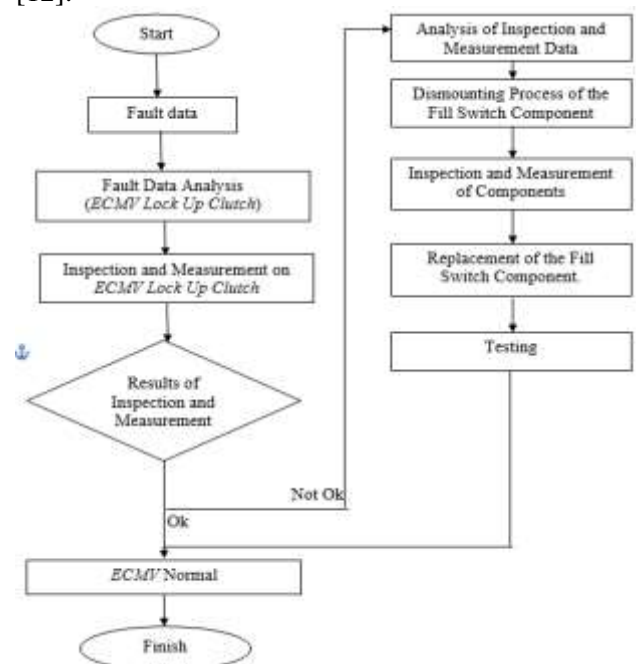 [12].
Start
Fault data
Fault Data Analysis
(ECMV Lock Up Clutch)
Inspection and Measurement on
ECMV Lock Up Clutch
Results of
Inspection and
Measurement
Not Ok
Ok
ECMV Normal
Finish
Analysis of Inspection and
Measurement Data
Dismounting Process of the
Fill Switch Component
Inspection and Measurement
of Components
Replacement of the Fill
Switch Component.
Testing